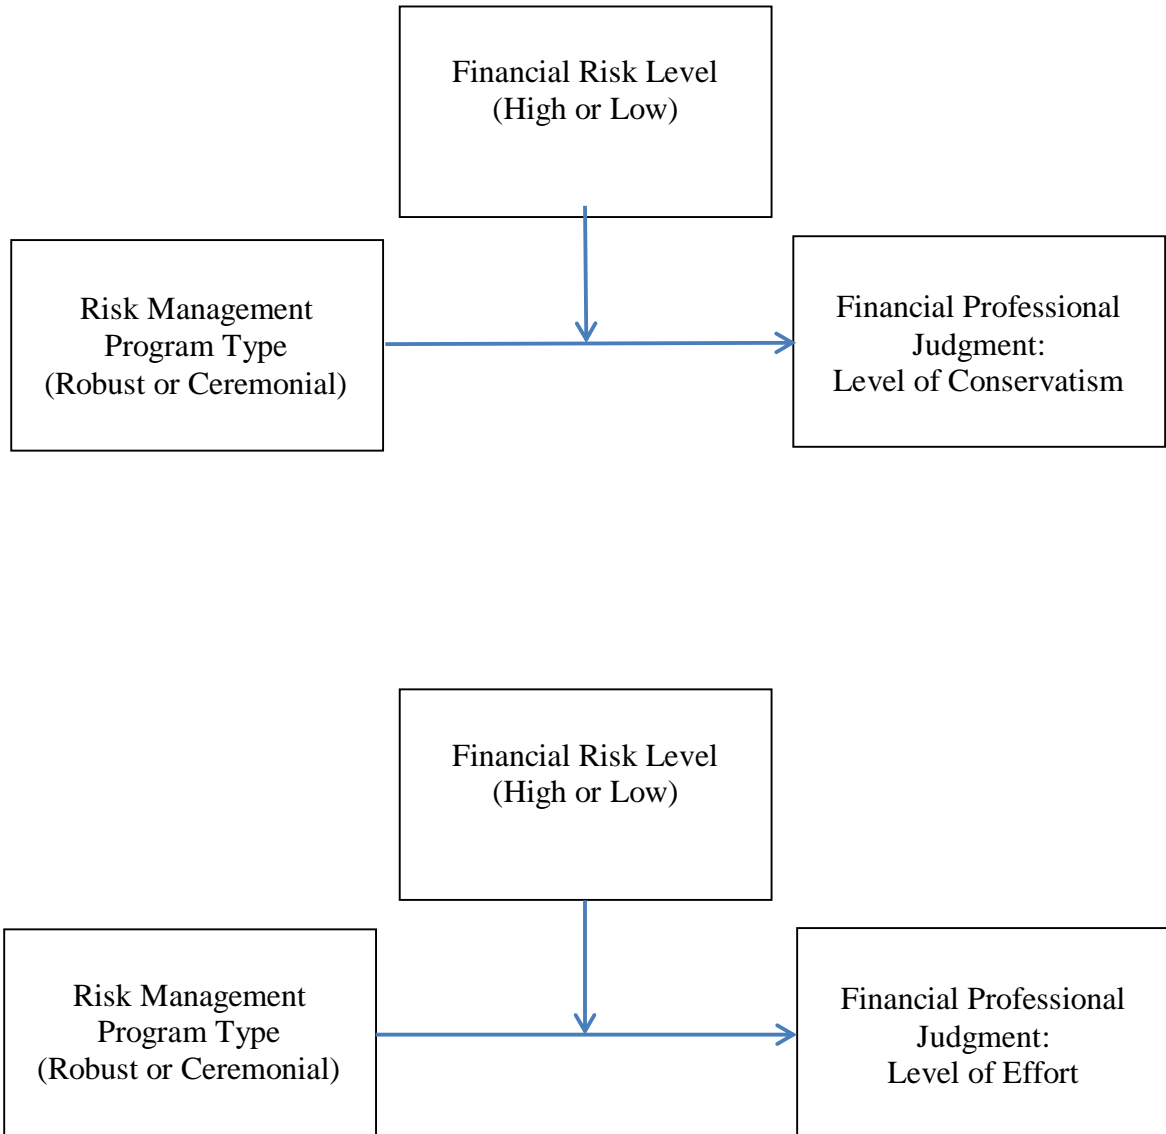 Financial Risk Level
(High or Low)
Risk Management
Program Type
(Robust or Ceremonial)
Financial Professional
Judgment:
Level of Conservatism
Financial Risk Level
(High or Low)
Risk Management
Program Type
(Robust or Ceremonial)
Financial Professional
Judgment:
Level of Effort